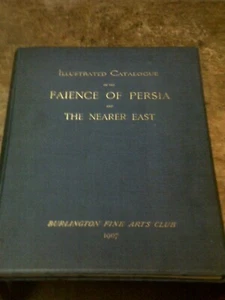 ILLUSTRATED CATALOGUE
OF THE
FAIENCE OF PERSIA
AND
THE NEARER EAST
BURLINGTON FINE ARTS CLUB
1907